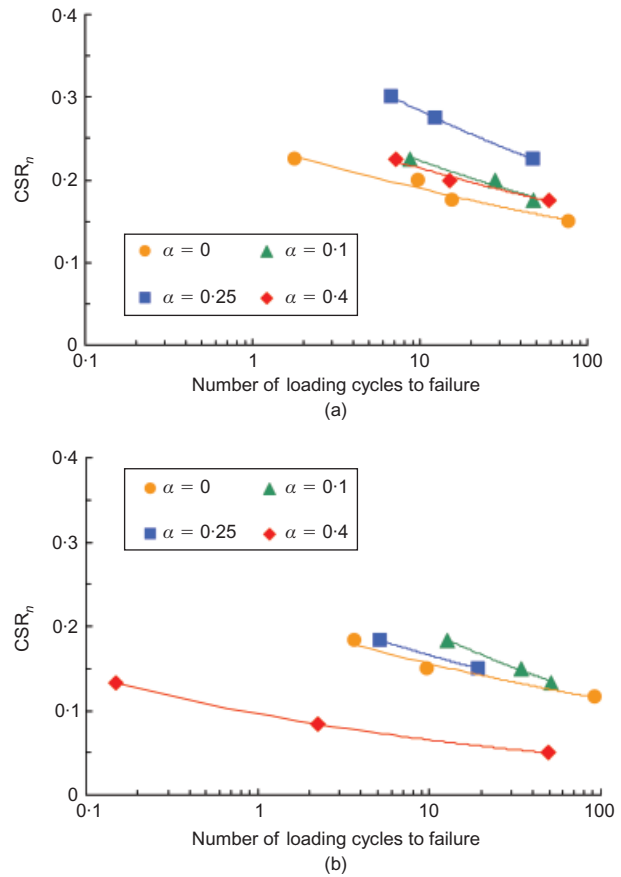 0·4
0·3
0·2
0·1
0
CSRₙ
α = 0
α = 0·1
α = 0·25
α = 0·4
0·1 1 10 100
Number of loading cycles to failure
(a)
0·4
0·3
0·2
0·1
0
CSRₙ
α = 0
α = 0·1
α = 0·25
α = 0·4
0·1 1 10 100
Number of loading cycles to failure
(b)